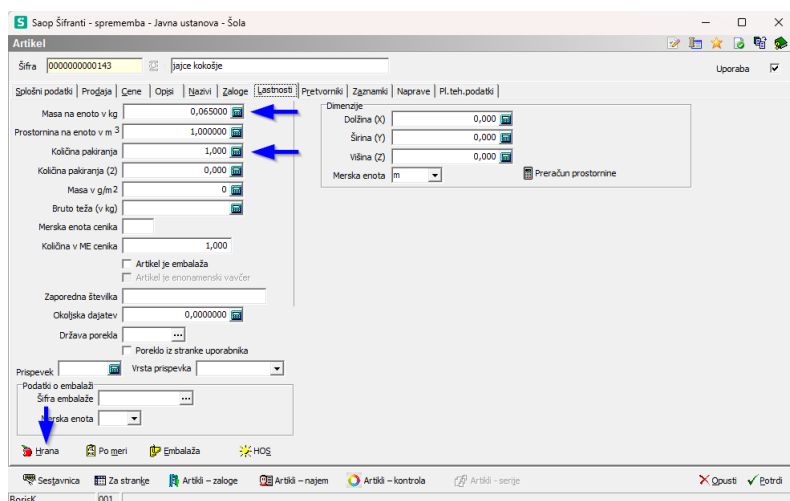 Saop Šifranti - sprememba - Javna ustanova - Šola
Artikel
Šifra 0000000000143 jajce kokošje Uporaba
Splošni podatki Prodaja Cene Opisi Nazivi Zaloge Lastnosti Pretvorniki Zaznamki Naprave Pl.teh.podatki
Masa na enoto v kg 0,065000
Prostornina na enoto v m 3 1,000000
Količina pakiranja 1,000
Količina pakiranja (2) 0,000
Masa v g/m2 0
Bruto teža (v kg)
Merska enota cenika
Količina v ME cenika 1,000
Artikel je embalaža
Artikel je enonamenski vavčer
Zaporedna številka
Okoljska dajatev 0,0000000
Država porekla ...
Poreklo iz stranke uporabnika
Prispevek Vrsta prispevka
Podatki o embalaži
Šifra embalaže ...
Merska enota
Dimenzije
Dolžina (X) 0,000
Širina (Y) 0,000
Višina (Z) 0,000
Merska enota m Preračun prostornine
Hrana Po meri Embalaža HOS
Sestavnica Za stranke Artikli – zaloge Artikli – najem Artikli – kontrola Artikli - serije Opusti Potrdi
BorisK 001